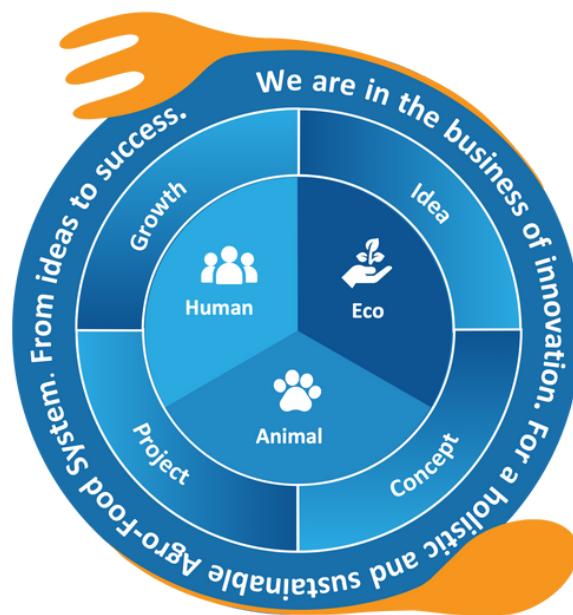 We are in the business of innovation. For a holistic and sustainable Agro-Food System. From ideas to success.
Idea
Concept
Project
Growth
Human
Eco
Animal